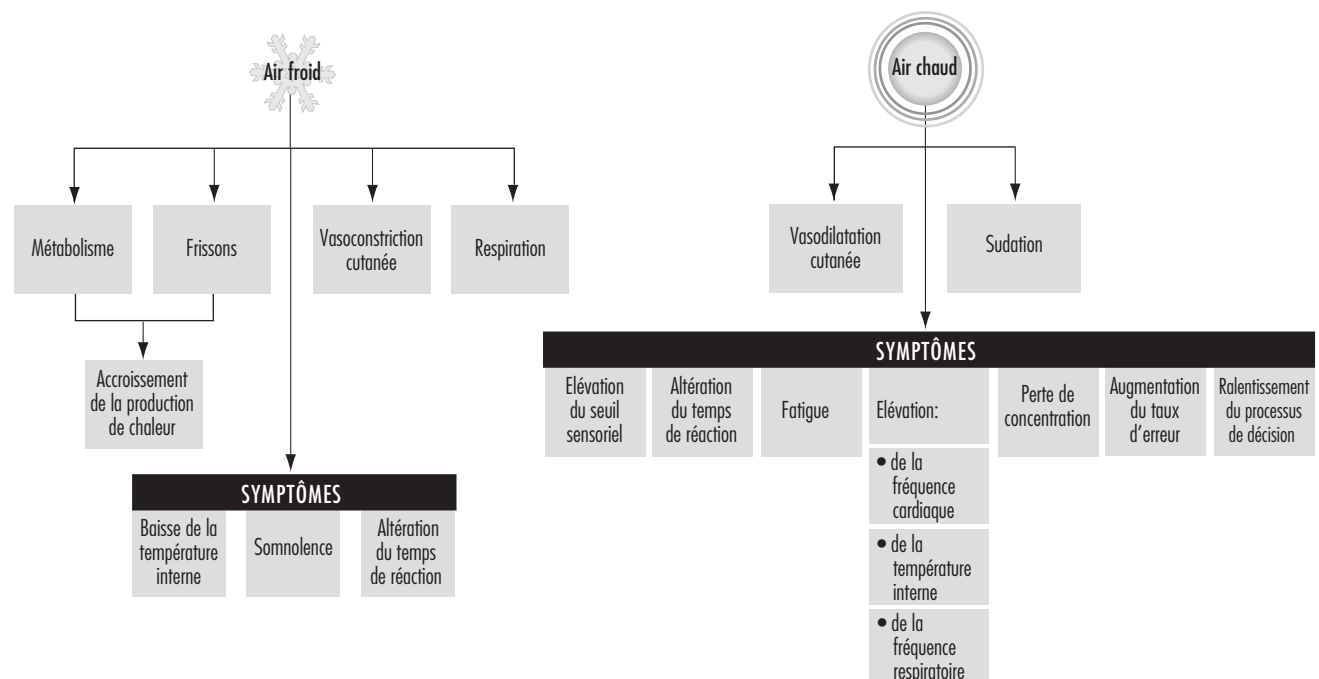 Air froid
Métabolisme
Frissons
Vasoconstriction
cutanée
Respiration
Accroissement
de la production
de chaleur
SYMPTÔMES
Baisse de la
température
interne
Somnolence
Altération
du temps
de réaction
Air chaud
Vasodilatation
cutanée
Sudation
SYMPTÔMES
Elévation
du seuil
sensoriel
Altération
du temps
de réaction
Fatigue
Elévation:
• de la
fréquence
cardiaque
• de la
température
interne
• de la
fréquence
respiratoire
Perte de
concentration
Augmentation
du taux
d'erreur
Ralentissement
du processus
de décision